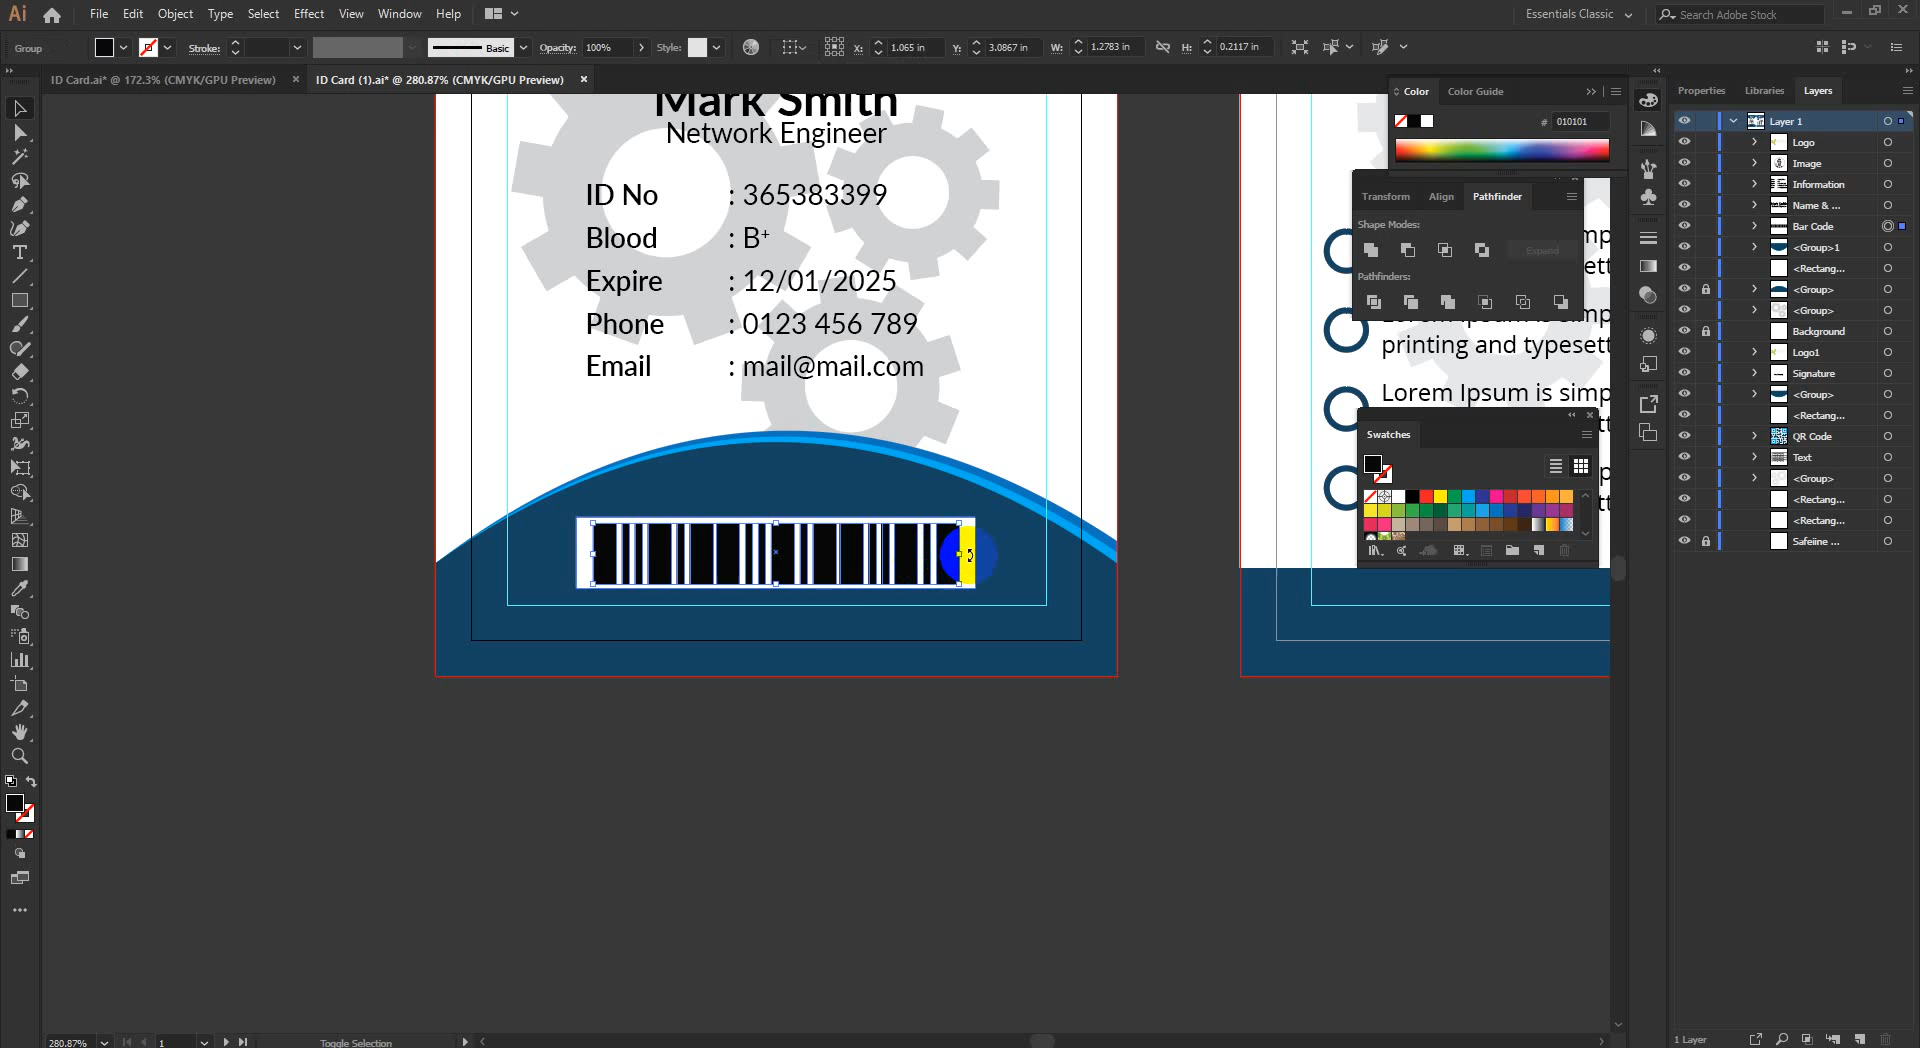 Ai File Edit Object Type Select Effect View Window Help Essentials Classic Search Adobe Stock
Group Stroke: Basic Opacity: 100% Style: X: 1.065 in Y: 3.0867 in W: 1.2783 in H: 0.2117 in
ID Card.ai* @ 172.3% (CMYK/GPU Preview) ID Card (1).ai* @ 280.87% (CMYK/GPU Preview)
Mark Smith
Network Engineer
ID No : 365383399
Blood : B+
Expire : 12/01/2025
Phone : 0123 456 789
Email : mail@mail.com
Color Color Guide
# 010101
Transform Align Pathfinder
Shape Modes:
Expand
Pathfinders:
printing and typesett
Lorem Ipsum is simp
Swatches
Properties Libraries Layers
Layer 1
Logo
Image
Information
Name & ...
Bar Code
<Group>1
<Rectang...
<Group>
<Group>
Background
Logo1
Signature
<Group>
<Rectang...
QR Code
Text
<Group>
<Rectang...
<Rectang...
Safeiine ...
280.87% 1 Toggle Selection
1 Layer